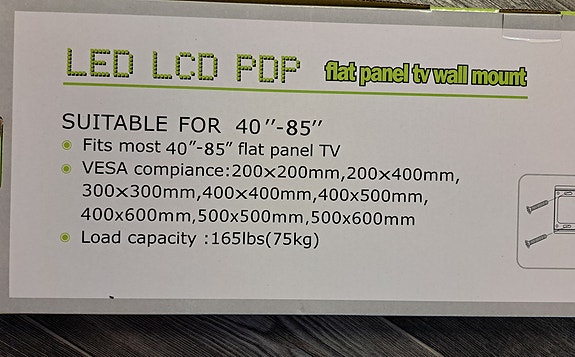 LED LCD PDP flat panel tv wall mount
SUITABLE FOR 40"-85"
Fits most 40"-85" flat panel TV
VESA compiance:200x200mm,200x400mm,
300x300mm,400x400mm,400x500mm,
400x600mm,500x500mm,500x600mm
Load capacity :165lbs(75kg)